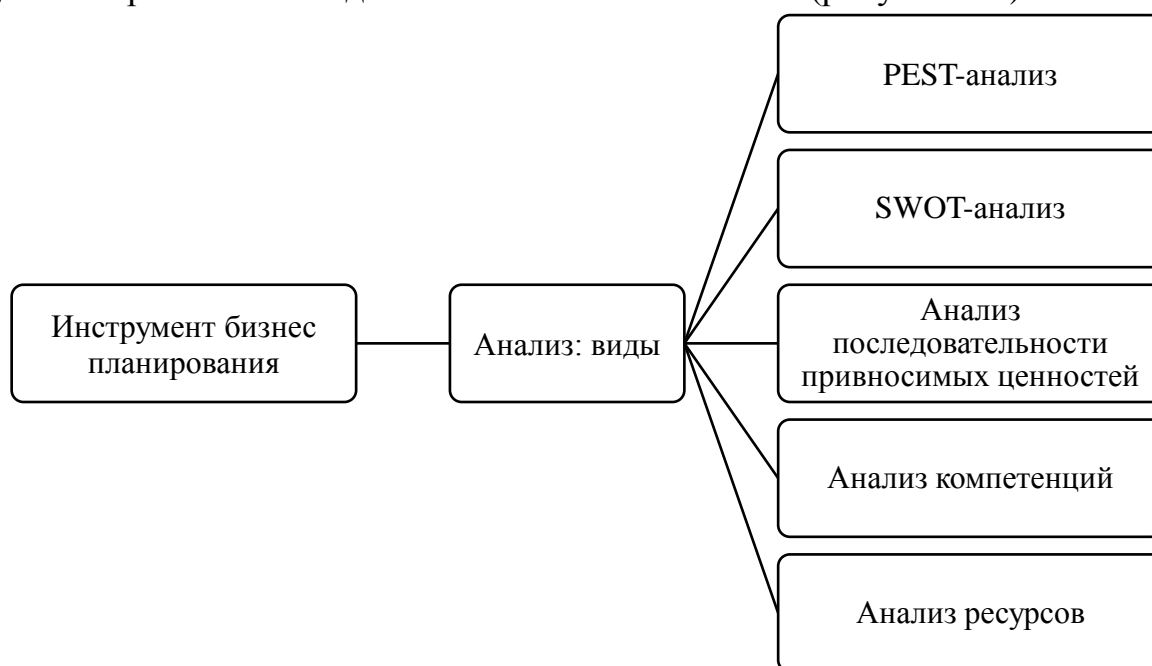 PEST-анализ
SWOT-анализ
Инструмент бизнес
планирования
Анализ: виды
Анализ
последовательности
привносимых ценностей
Анализ компетенций
Анализ ресурсов